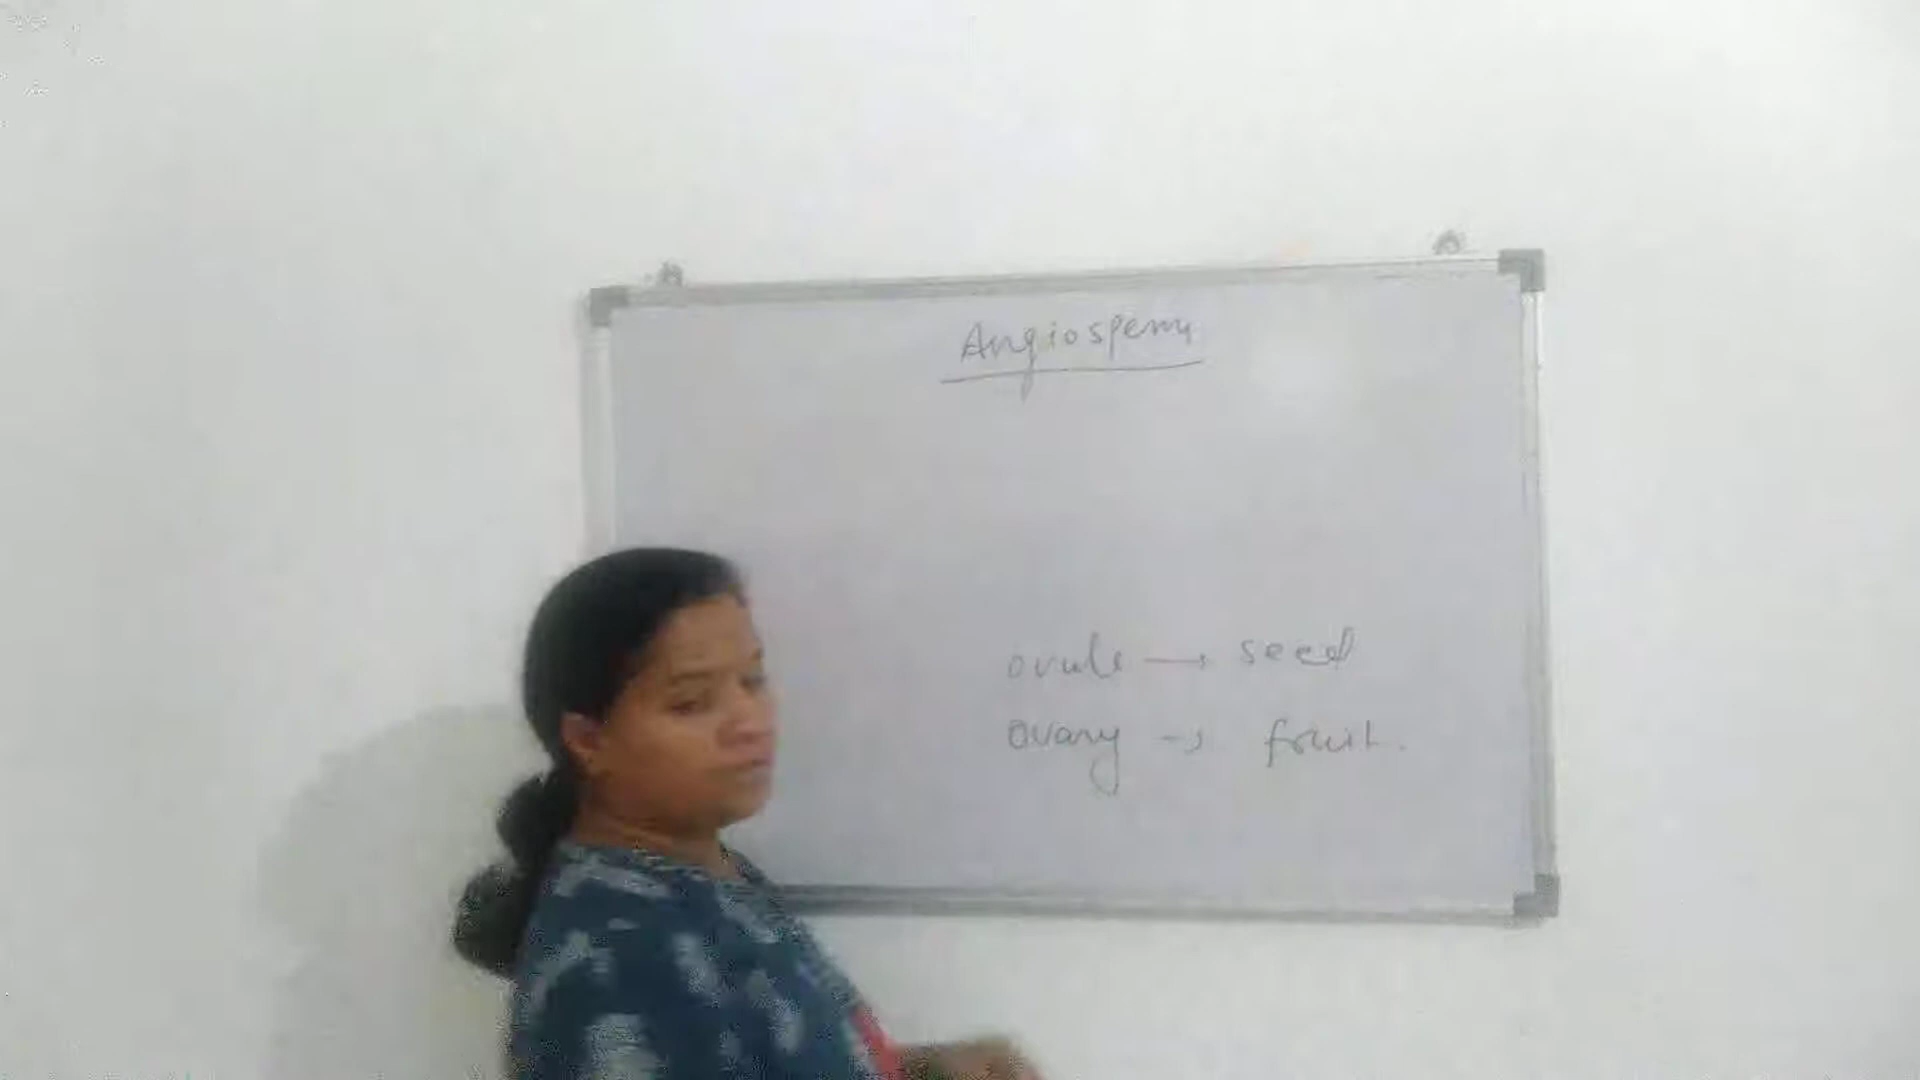 Angiosperm
ovule → seed
ovary → fruit.